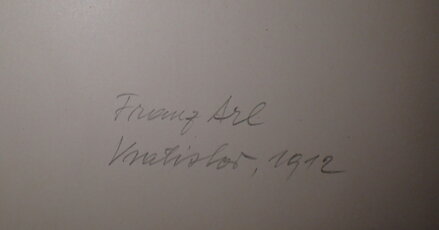 Franz Arl
Vratislav, 1912